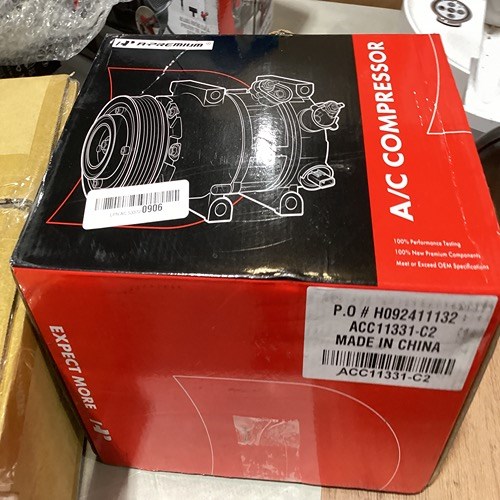 A-PREMIUM
A/C COMPRESSOR
0906
100% Performance Testing
100% New Premium Components
Meet or Exceed OEM Specifications
P.O # H092411132
ACC11331-C2
MADE IN CHINA
ACC11331-C2
EXPECT MORE